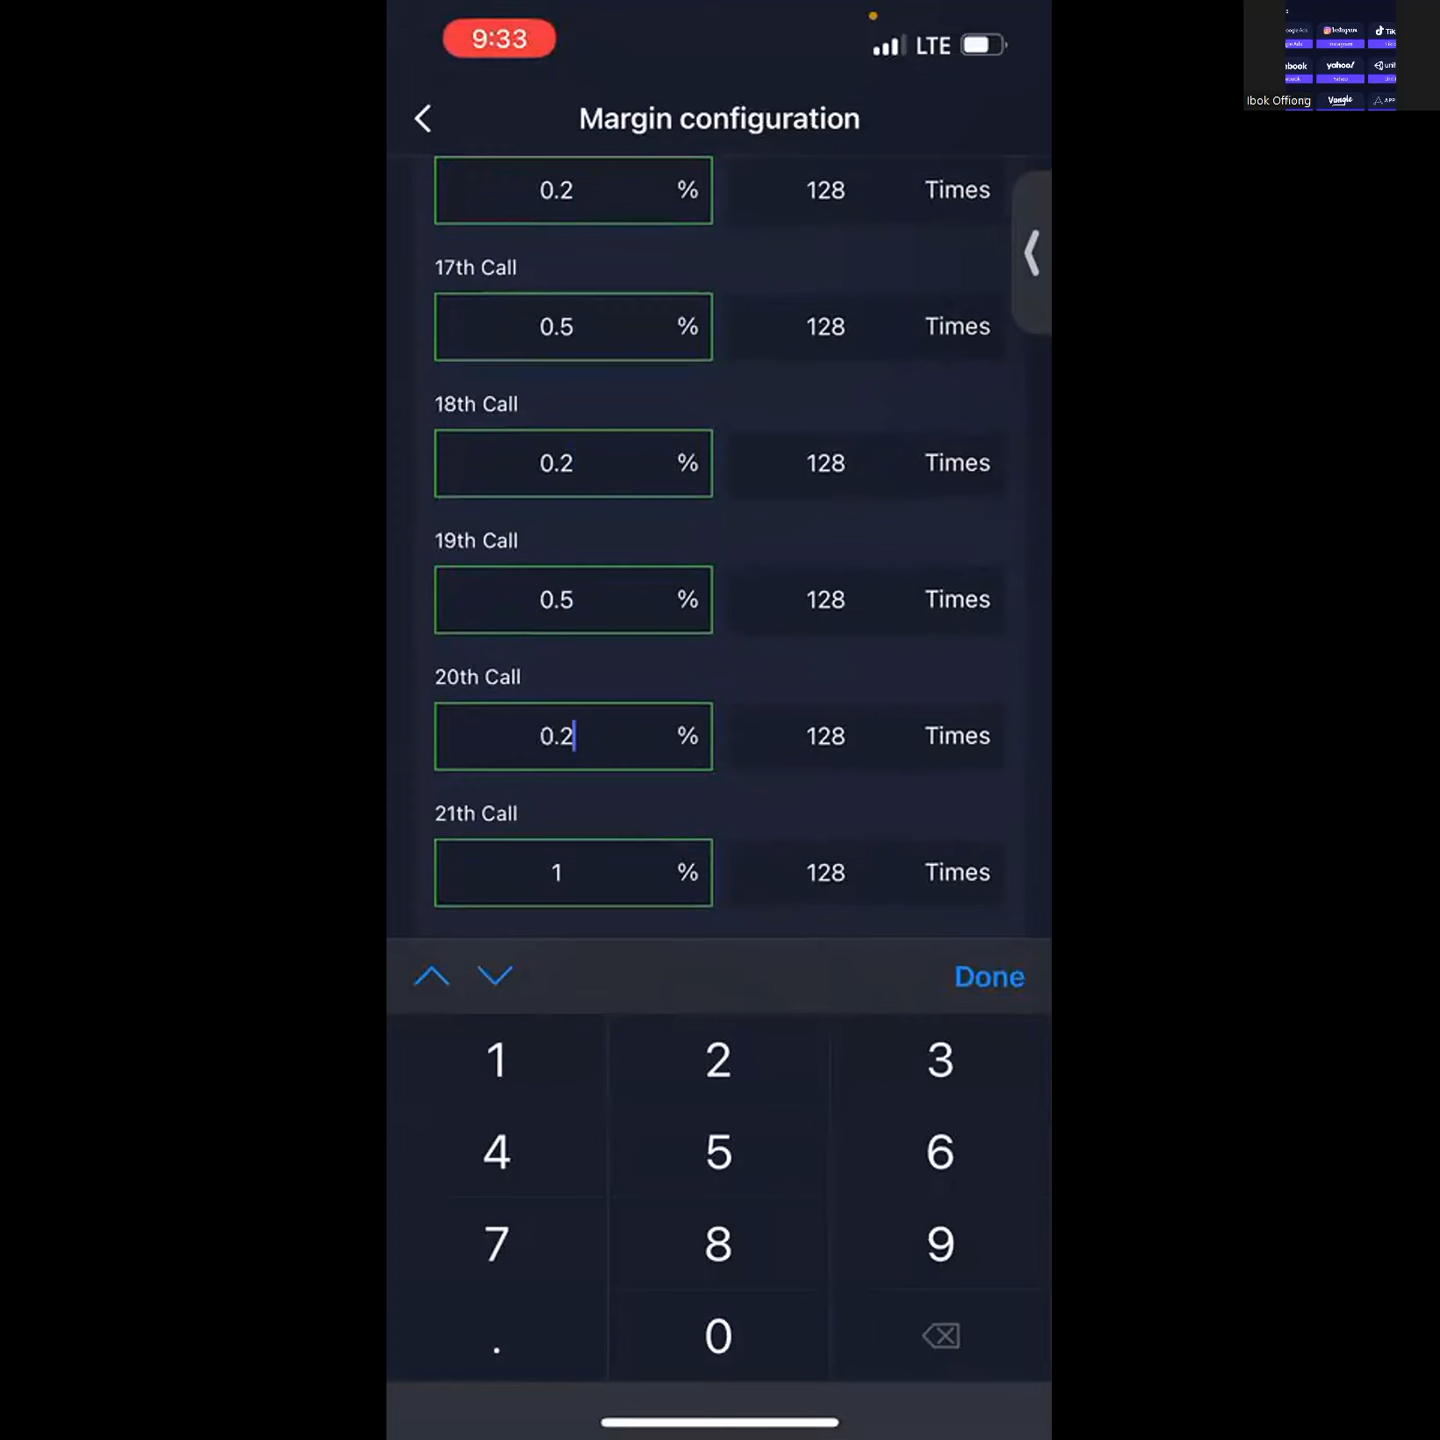 9:33
LTE
Margin configuration
0.2 % 128 Times
17th Call
0.5 % 128 Times
18th Call
0.2 % 128 Times
19th Call
0.5 % 128 Times
20th Call
0.2 % 128 Times
21th Call
1 % 128 Times
Done
1 2 3
4 5 6
7 8 9
. 0
Instagram
yahoo!
Vungle
Ibok Offiong